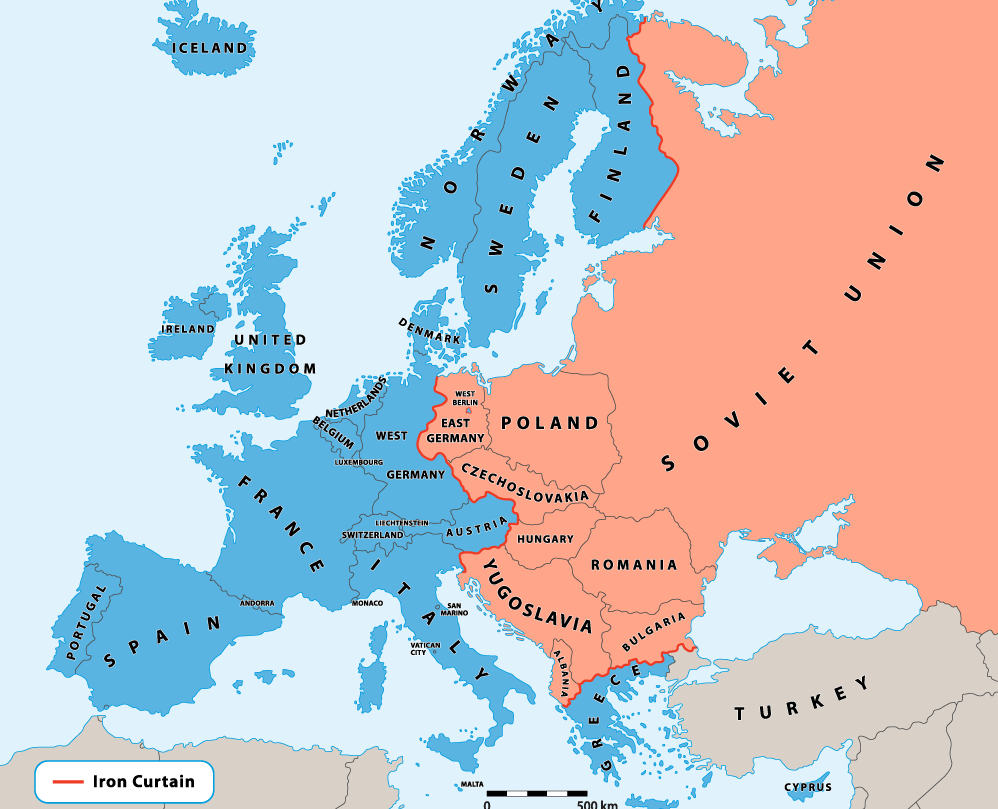 ICELAND
NORWAY
SWEDEN
FINLAND
SOVIET UNION
IRELAND
UNITED
KINGDOM
DENMARK
NETHERLANDS
BELGIUM
LUXEMBOURG
WEST
GERMANY
WEST
BERLIN
EAST
GERMANY
POLAND
CZECHOSLOVAKIA
FRANCE
LIECHTENSTEIN
SWITZERLAND
AUSTRIA
HUNGARY
ROMANIA
YUGOSLAVIA
BULGARIA
ALBANIA
ITALY
MONACO
SAN
MARINO
VATICAN
CITY
ANDORRA
PORTUGAL
SPAIN
GREECE
TURKEY
CYPRUS
MALTA
Iron Curtain
0 500 km